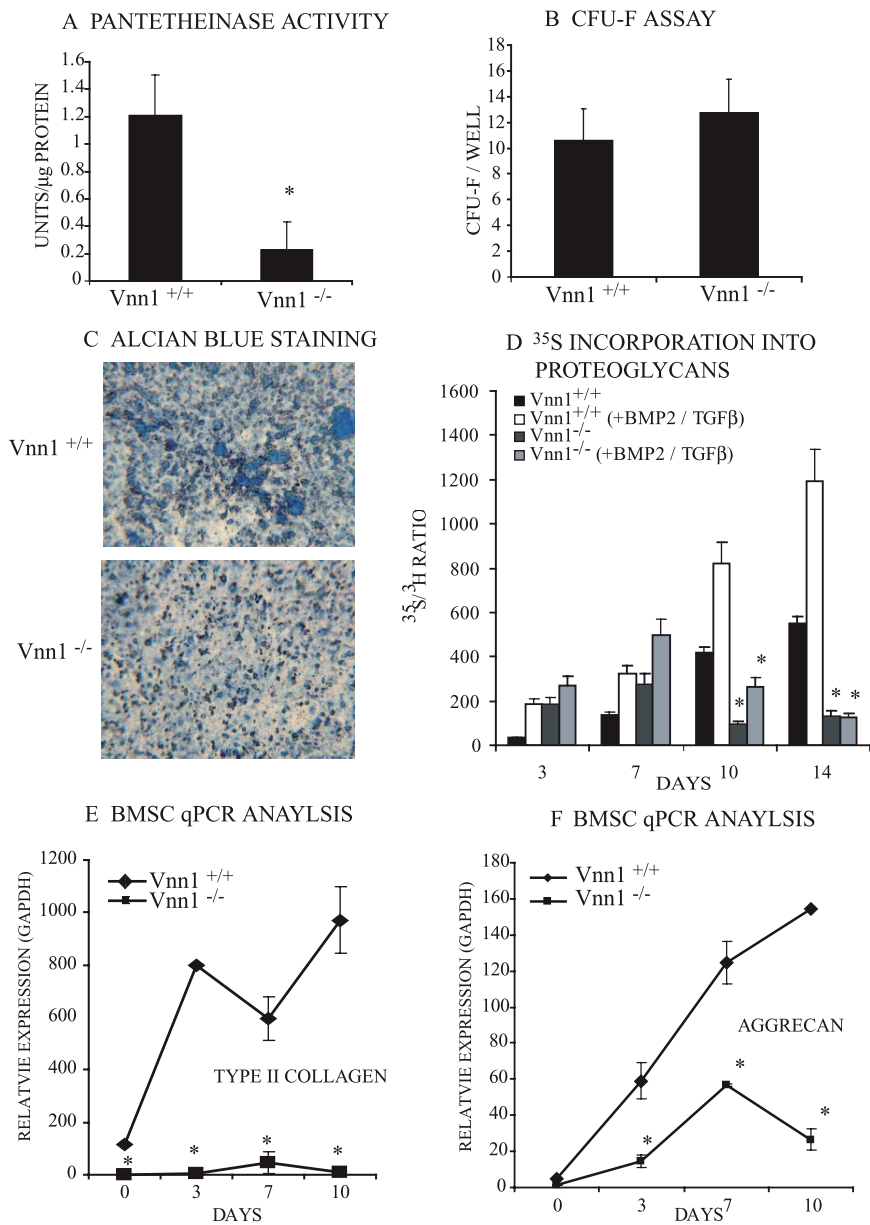 A PANTETHEINASE ACTIVITY
UNITS/µg PROTEIN
1.6
1.4
1.2
1
0.8
0.6
0.4
0.2
0
*
Vnn1 +/+
Vnn1 -/-
B CFU-F ASSAY
CFU-F / WELL
18
16
14
12
10
8
6
4
2
0
Vnn1 +/+
Vnn1 -/-
C ALCIAN BLUE STAINING
Vnn1 +/+
Vnn1 -/-
D ³⁵S INCORPORATION INTO
PROTEOGLYCANS
Vnn1+/+
Vnn1+/+ (+BMP2 / TGFβ)
Vnn1-/-
Vnn1-/- (+BMP2 / TGFβ)
³⁵S/³H RATIO
1600
1400
1200
1000
800
600
400
200
0
* * * *
3 7 10 14
DAYS
E BMSC qPCR ANAYLSIS
Vnn1 +/+
Vnn1 -/-
RELATVIE EXPRESSION (GAPDH)
1200
1000
800
600
400
200
0
TYPE II COLLAGEN
* * * *
0 3 7 10
DAYS
F BMSC qPCR ANAYLSIS
Vnn1 +/+
Vnn1 -/-
RELATIVE EXPRESSION (GAPDH)
180
160
140
120
100
80
60
40
20
0
AGGRECAN
* * *
0 3 7 10
DAYS